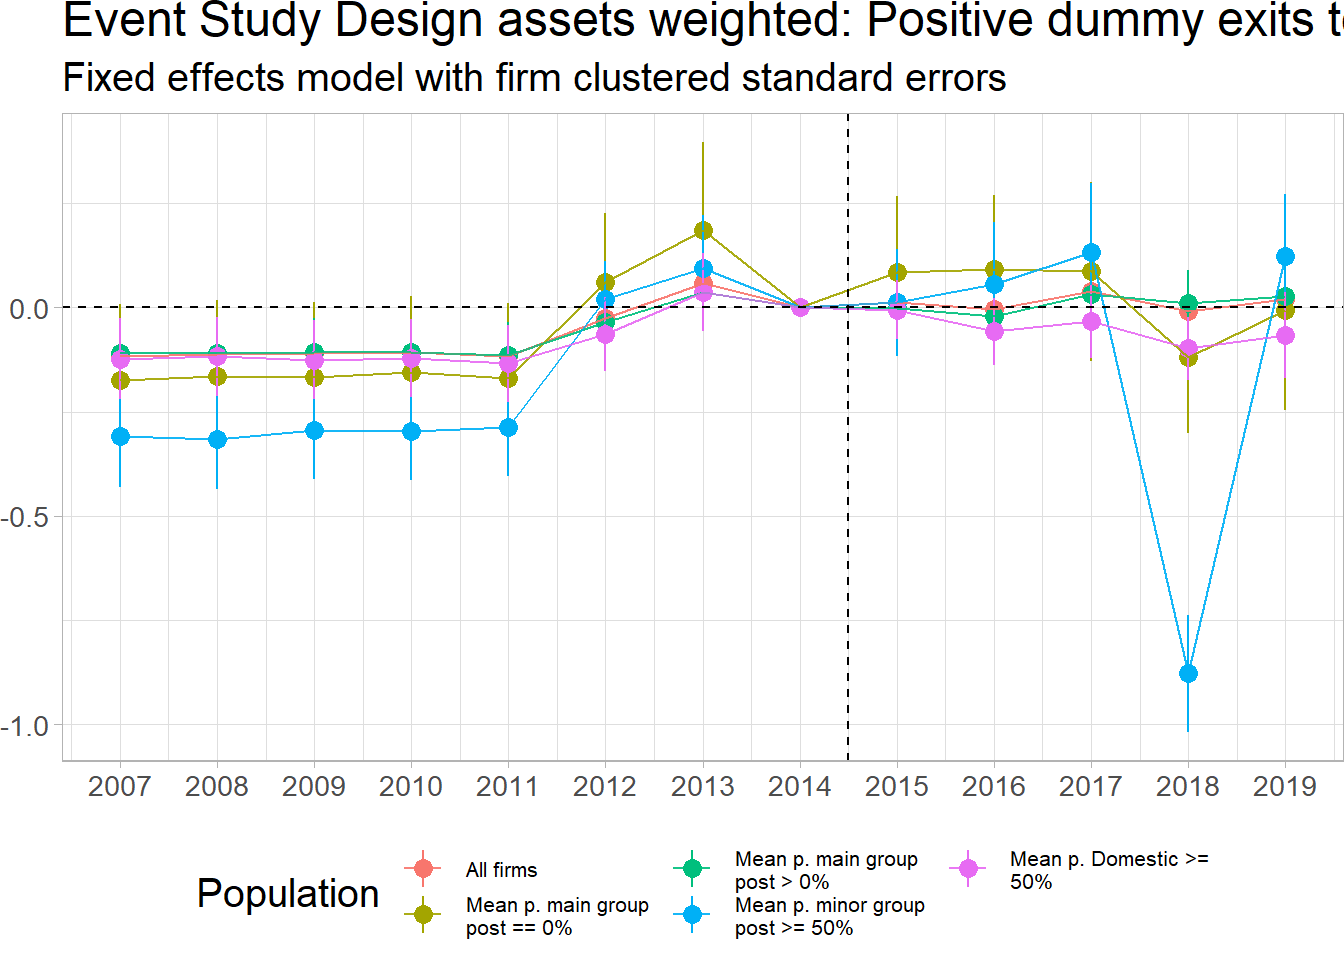 Event Study Design assets weighted: Positive dummy exits
Fixed effects model with firm clustered standard errors
0.0
-0.5
-1.0
2007 2008 2009 2010 2011 2012 2013 2014 2015 2016 2017 2018 2019
Population
All firms
Mean p. main group
post == 0%
Mean p. main group
post > 0%
Mean p. minor group
post >= 50%
Mean p. Domestic >=
50%